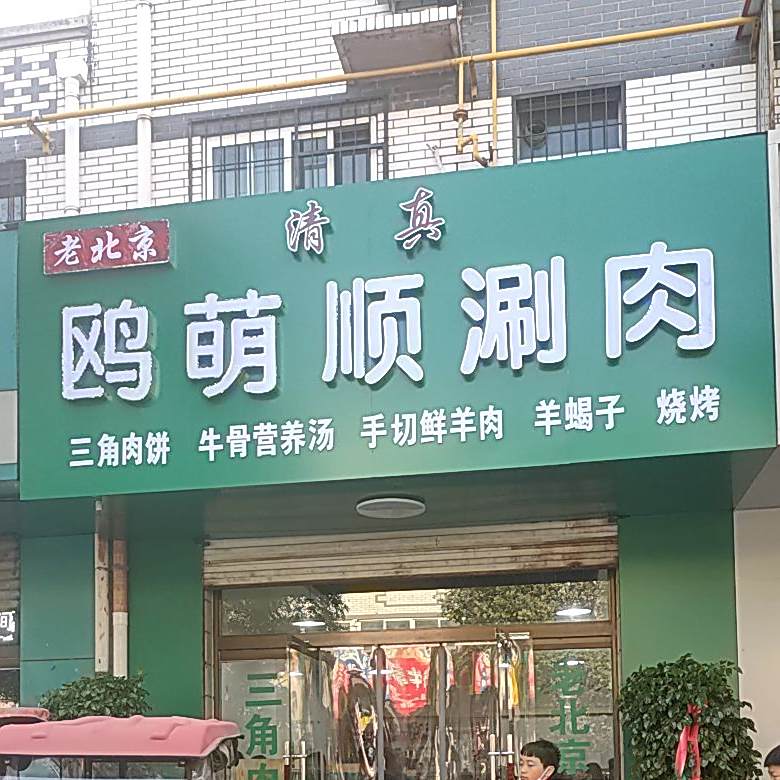 老北京
清真
鸥萌顺涮肉
三角肉饼 牛骨营养汤 手切鲜羊肉 羊蝎子 烧烤
三角肉
老北京